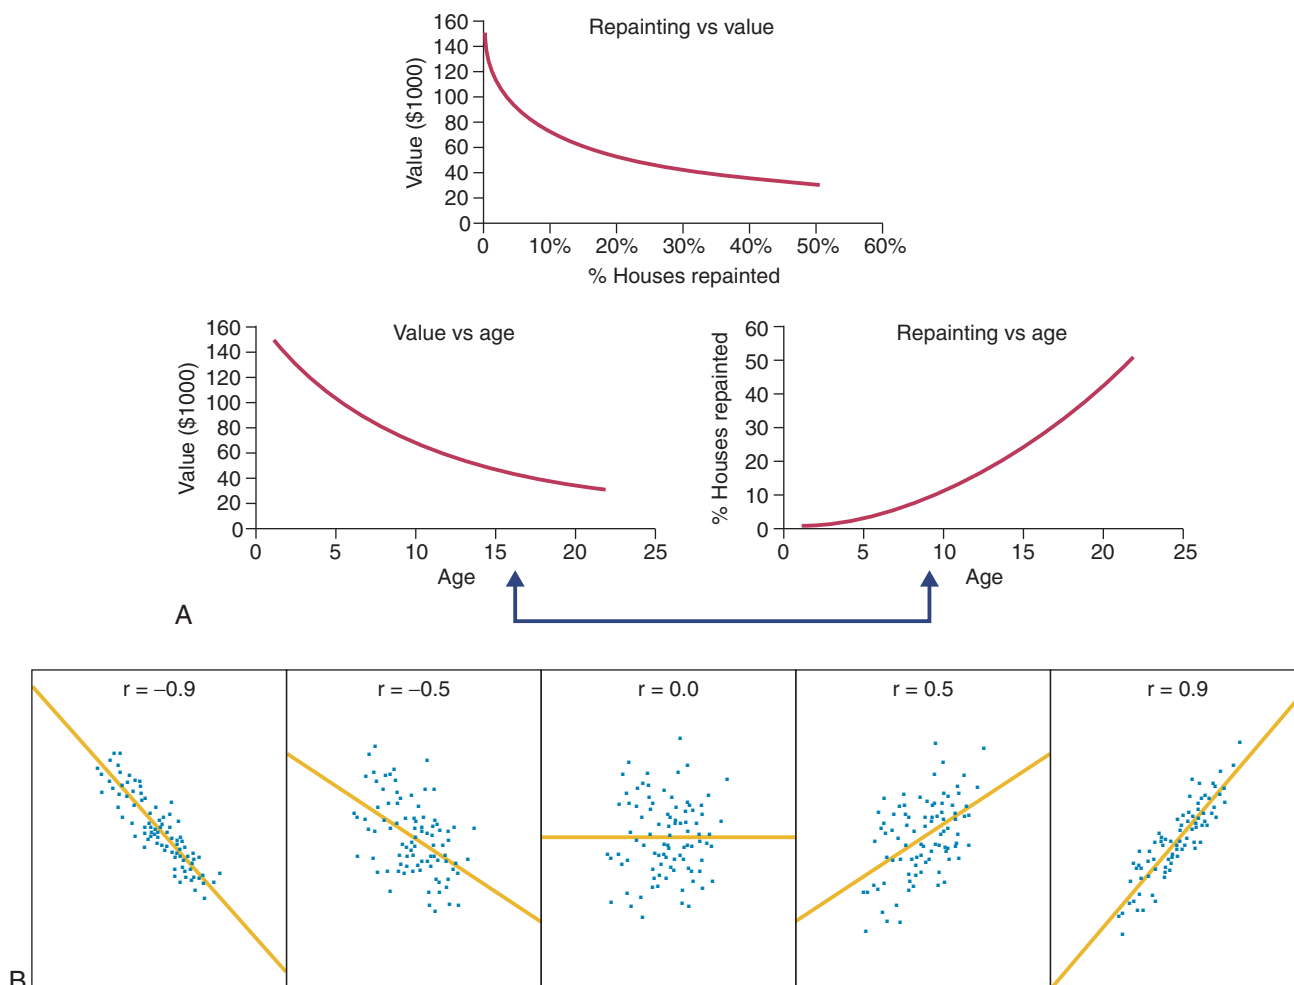 Repainting vs value
Value ($1000)
160
140
120
100
80
60
40
20
0
0 10% 20% 30% 40% 50% 60%
% Houses repainted
Value vs age
Value ($1000)
160
140
120
100
80
60
40
20
0
0 5 10 15 20 25
Age
Repainting vs age
% Houses repainted
60
50
40
30
20
10
0
0 5 10 15 20 25
Age
A
r = –0.9 r = –0.5 r = 0.0 r = 0.5 r = 0.9
B